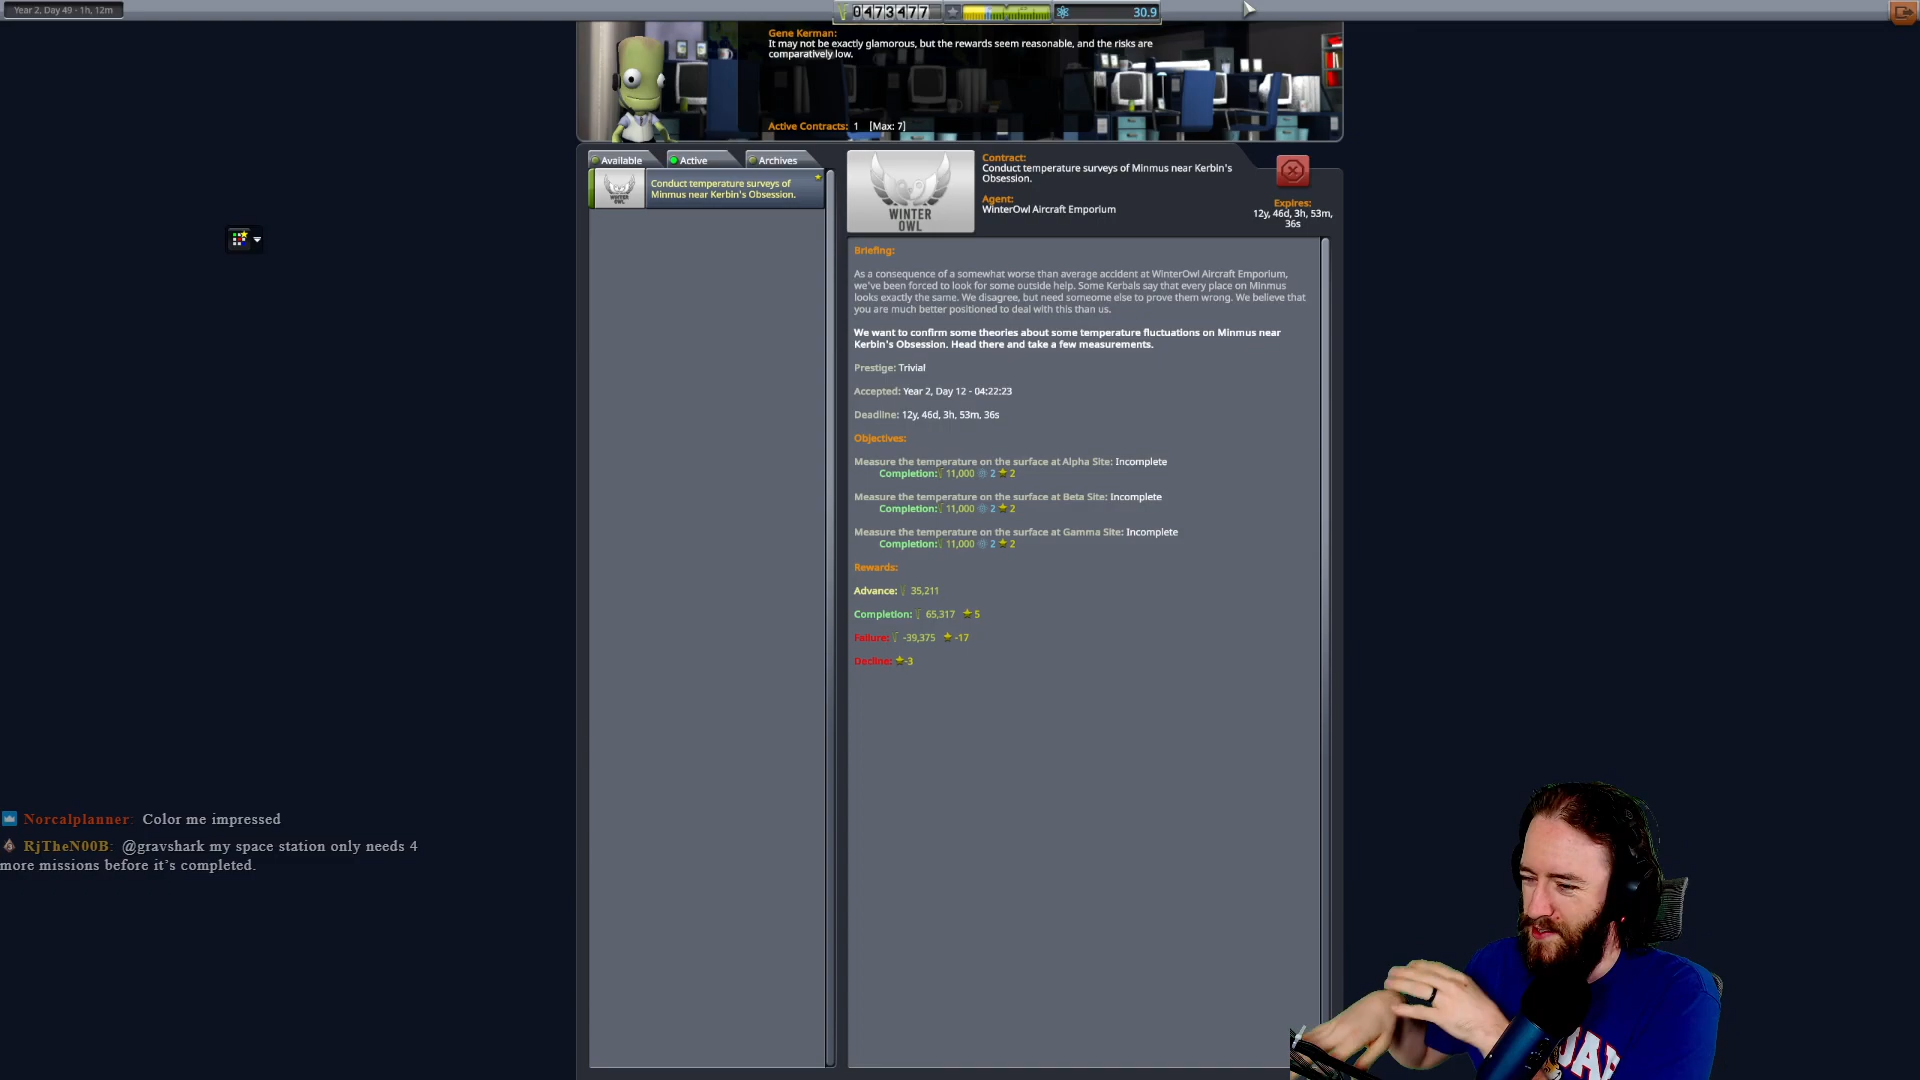 Year 2, Day 49 - 1h, 12m
0473477
30.9
Gene Kerman:
It may not be exactly glamorous, but the rewards seem reasonable, and the risks are
comparatively low.
Active Contracts: 1 [Max: 7]
Available
Active
Archives
WINTER
OWL
Conduct temperature surveys of
Minmus near Kerbin's Obsession.
WINTER
OWL
Contract:
Conduct temperature surveys of Minmus near Kerbin's
Obsession.
Agent:
WinterOwl Aircraft Emporium
Expires:
12y, 46d, 3h, 53m,
36s
Briefing:
As a consequence of a somewhat worse than average accident at WinterOwl Aircraft Emporium,
we've been forced to look for some outside help. Some Kerbals say that every place on Minmus
looks exactly the same. We disagree, but need someome else to prove them wrong. We believe that
you are much better positioned to deal with this than us.
We want to confirm some theories about some temperature fluctuations on Minmus near
Kerbin's Obsession. Head there and take a few measurements.
Prestige: Trivial
Accepted: Year 2, Day 12 - 04:22:23
Deadline: 12y, 46d, 3h, 53m, 36s
Objectives:
Measure the temperature on the surface at Alpha Site: Incomplete
Completion: 11,000 2 2
Measure the temperature on the surface at Beta Site: Incomplete
Completion: 11,000 2 2
Measure the temperature on the surface at Gamma Site: Incomplete
Completion: 11,000 2 2
Rewards:
Advance: 35,211
Completion: 65,317 5
Failure: -39,375 -17
Decline: -3
Norcalplanner: Color me impressed
RjTheN00B: @gravshark my space station only needs 4
more missions before it's completed.